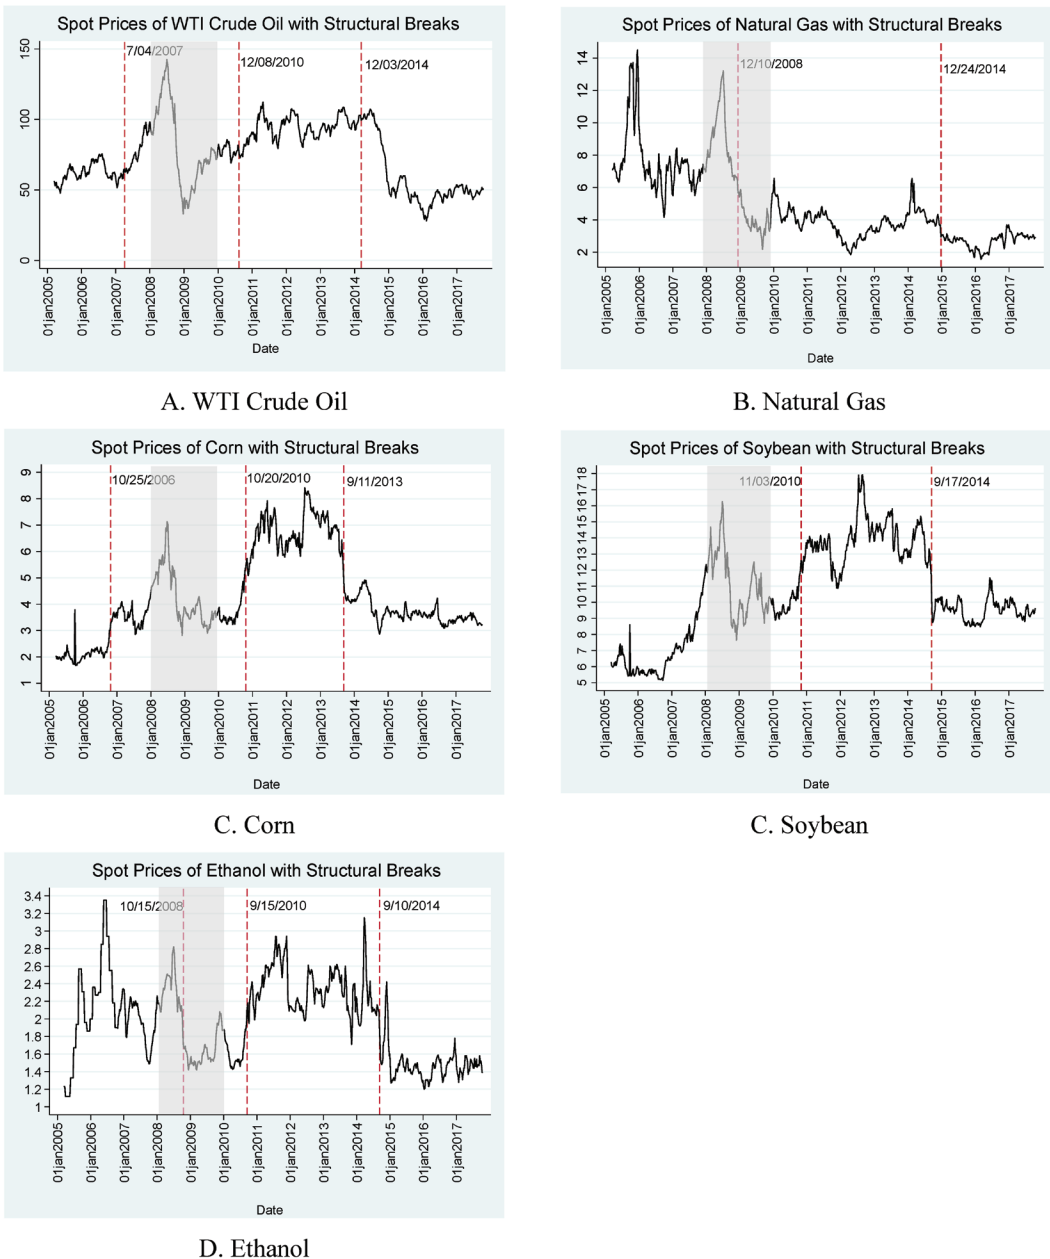 Spot Prices of WTI Crude Oil with Structural Breaks
150
100
50
0
7/04/2007
12/08/2010
12/03/2014
01jan2005
01jan2006
01jan2007
01jan2008
01jan2009
01jan2010
01jan2011
01jan2012
01jan2013
01jan2014
01jan2015
01jan2016
01jan2017
Date
A. WTI Crude Oil
Spot Prices of Natural Gas with Structural Breaks
14
12
10
8
6
4
2
12/10/2008
12/24/2014
01jan2005
01jan2006
01jan2007
01jan2008
01jan2009
01jan2010
01jan2011
01jan2012
01jan2013
01jan2014
01jan2015
01jan2016
01jan2017
Date
B. Natural Gas
Spot Prices of Corn with Structural Breaks
9
8
7
6
5
4
3
2
1
10/25/2006
10/20/2010
9/11/2013
01jan2005
01jan2006
01jan2007
01jan2008
01jan2009
01jan2010
01jan2011
01jan2012
01jan2013
01jan2014
01jan2015
01jan2016
01jan2017
Date
C. Corn
Spot Prices of Soybean with Structural Breaks
18
17
16
15
14
13
12
11
10
9
8
7
6
5
11/03/2010
9/17/2014
01jan2005
01jan2006
01jan2007
01jan2008
01jan2009
01jan2010
01jan2011
01jan2012
01jan2013
01jan2014
01jan2015
01jan2016
01jan2017
Date
C. Soybean
Spot Prices of Ethanol with Structural Breaks
3.4
3.2
3
2.8
2.6
2.4
2.2
2
1.8
1.6
1.4
1.2
1
10/15/2008
9/15/2010
9/10/2014
01jan2005
01jan2006
01jan2007
01jan2008
01jan2009
01jan2010
01jan2011
01jan2012
01jan2013
01jan2014
01jan2015
01jan2016
01jan2017
Date
D. Ethanol